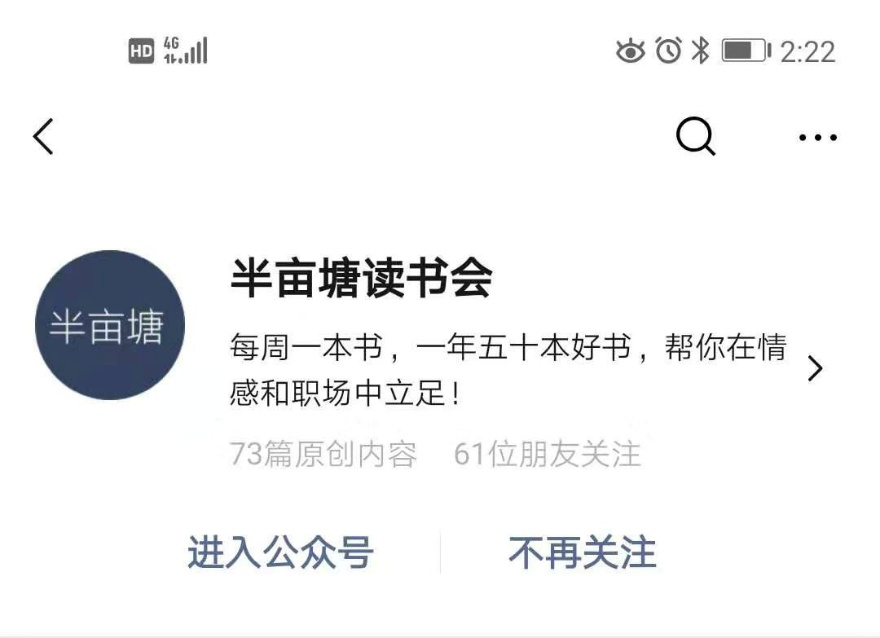 HD 4G 2:22
半亩塘读书会
半亩塘
每周一本书，一年五十本好书，帮你在情
感和职场中立足！
73篇原创内容 61位朋友关注
进入公众号 不再关注